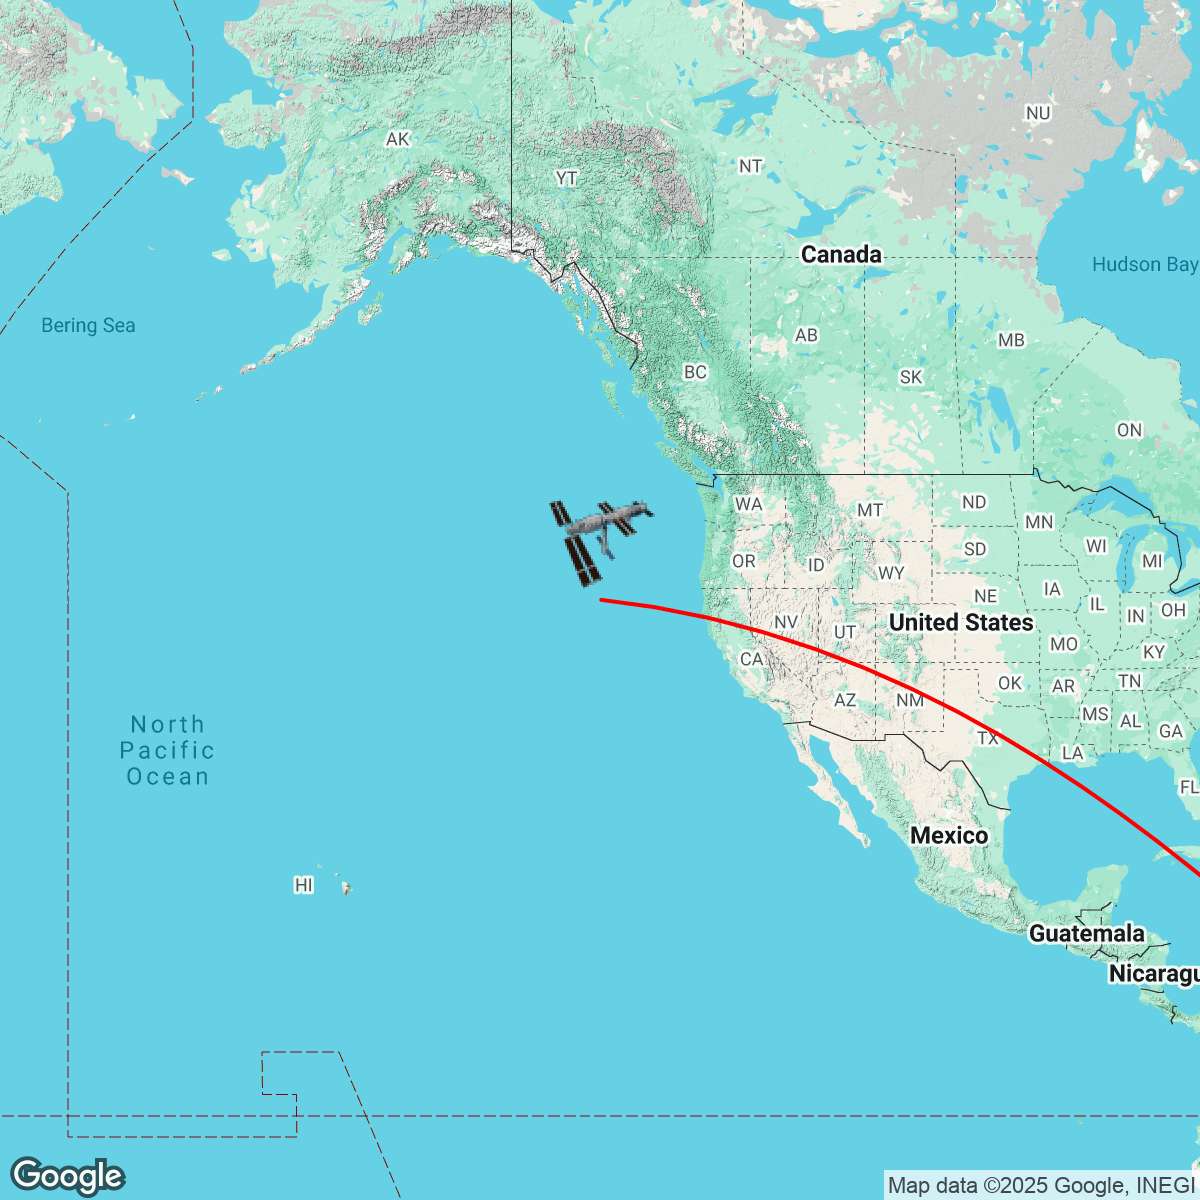 NU
AK
NT
YT
Canada
Hudson Bay
Bering Sea
AB
MB
BC
SK
ON
WA
MT
ND
MN
WI
MI
OR
ID
WY
SD
IA
NE
IL
IN
OH
NV
UT
United States
MO
KY
CA
OK
AR
TN
AZ
NM
MS
AL
GA
TX
LA
FL
North
Pacific
Ocean
Mexico
HI
Guatemala
Nicaragu
Google
Map data ©2025 Google, INEGI